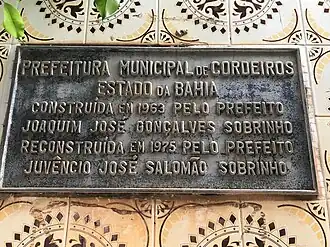 PREFEITURA MUNICIPAL DE CORDEIROS
ESTADO DA BAHIA
CONSTRUÍDA EM 1963 PELO PREFEITO
JOAQUIM JOSÉ GONÇALVES SOBRINHO
RECONSTRUÍDA EM 1975 PELO PREFEITO
JUVÊNCIO JOSÉ SALOMÃO SOBRINHO